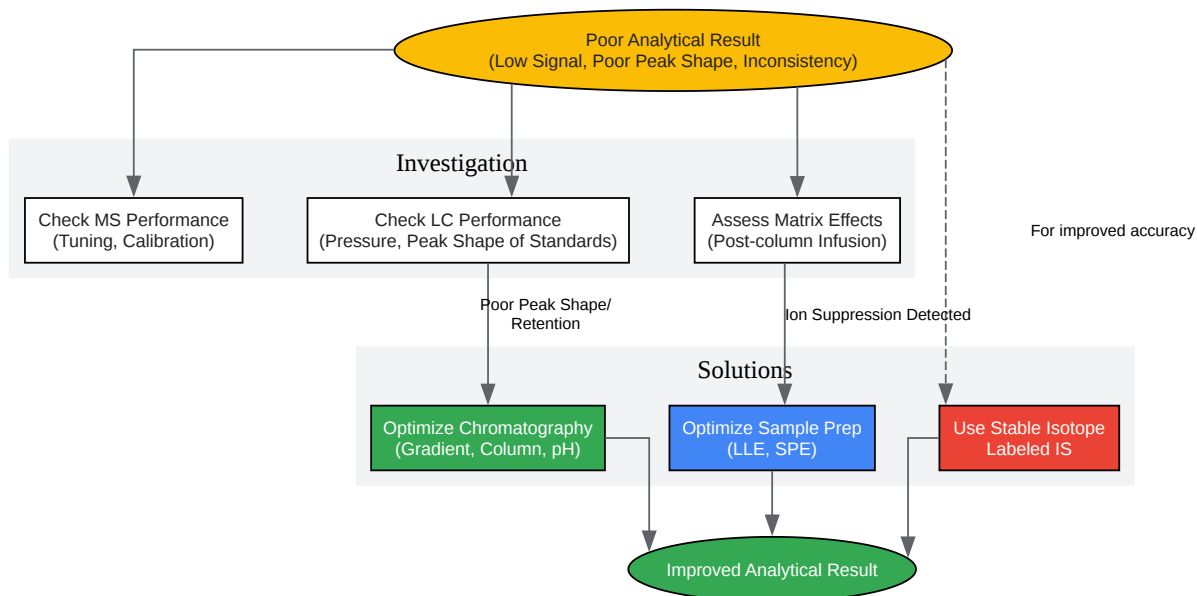 Poor Analytical Result
(Low Signal, Poor Peak Shape, Inconsistency)
Investigation
Check MS Performance
(Tuning, Calibration)
Check LC Performance
(Pressure, Peak Shape of Standards)
Assess Matrix Effects
(Post-column Infusion)
For improved accuracy
Poor Peak Shape/
Retention
Ion Suppression Detected
Solutions
Optimize Chromatography
(Gradient, Column, pH)
Optimize Sample Prep
(LLE, SPE)
Use Stable Isotope
Labeled IS
Improved Analytical Result